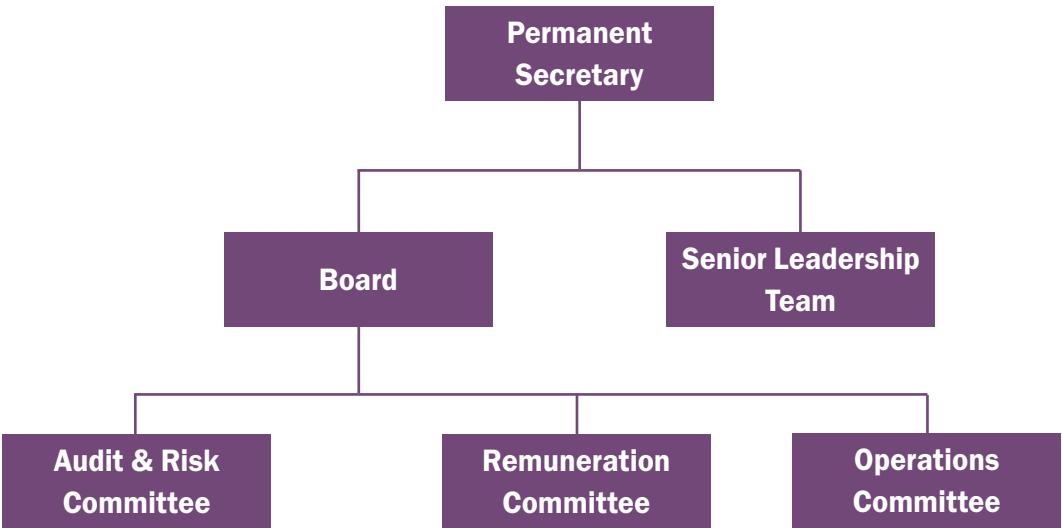 Permanent
Secretary
Board
Senior Leadership
Team
Audit & Risk
Committee
Remuneration
Committee
Operations
Committee